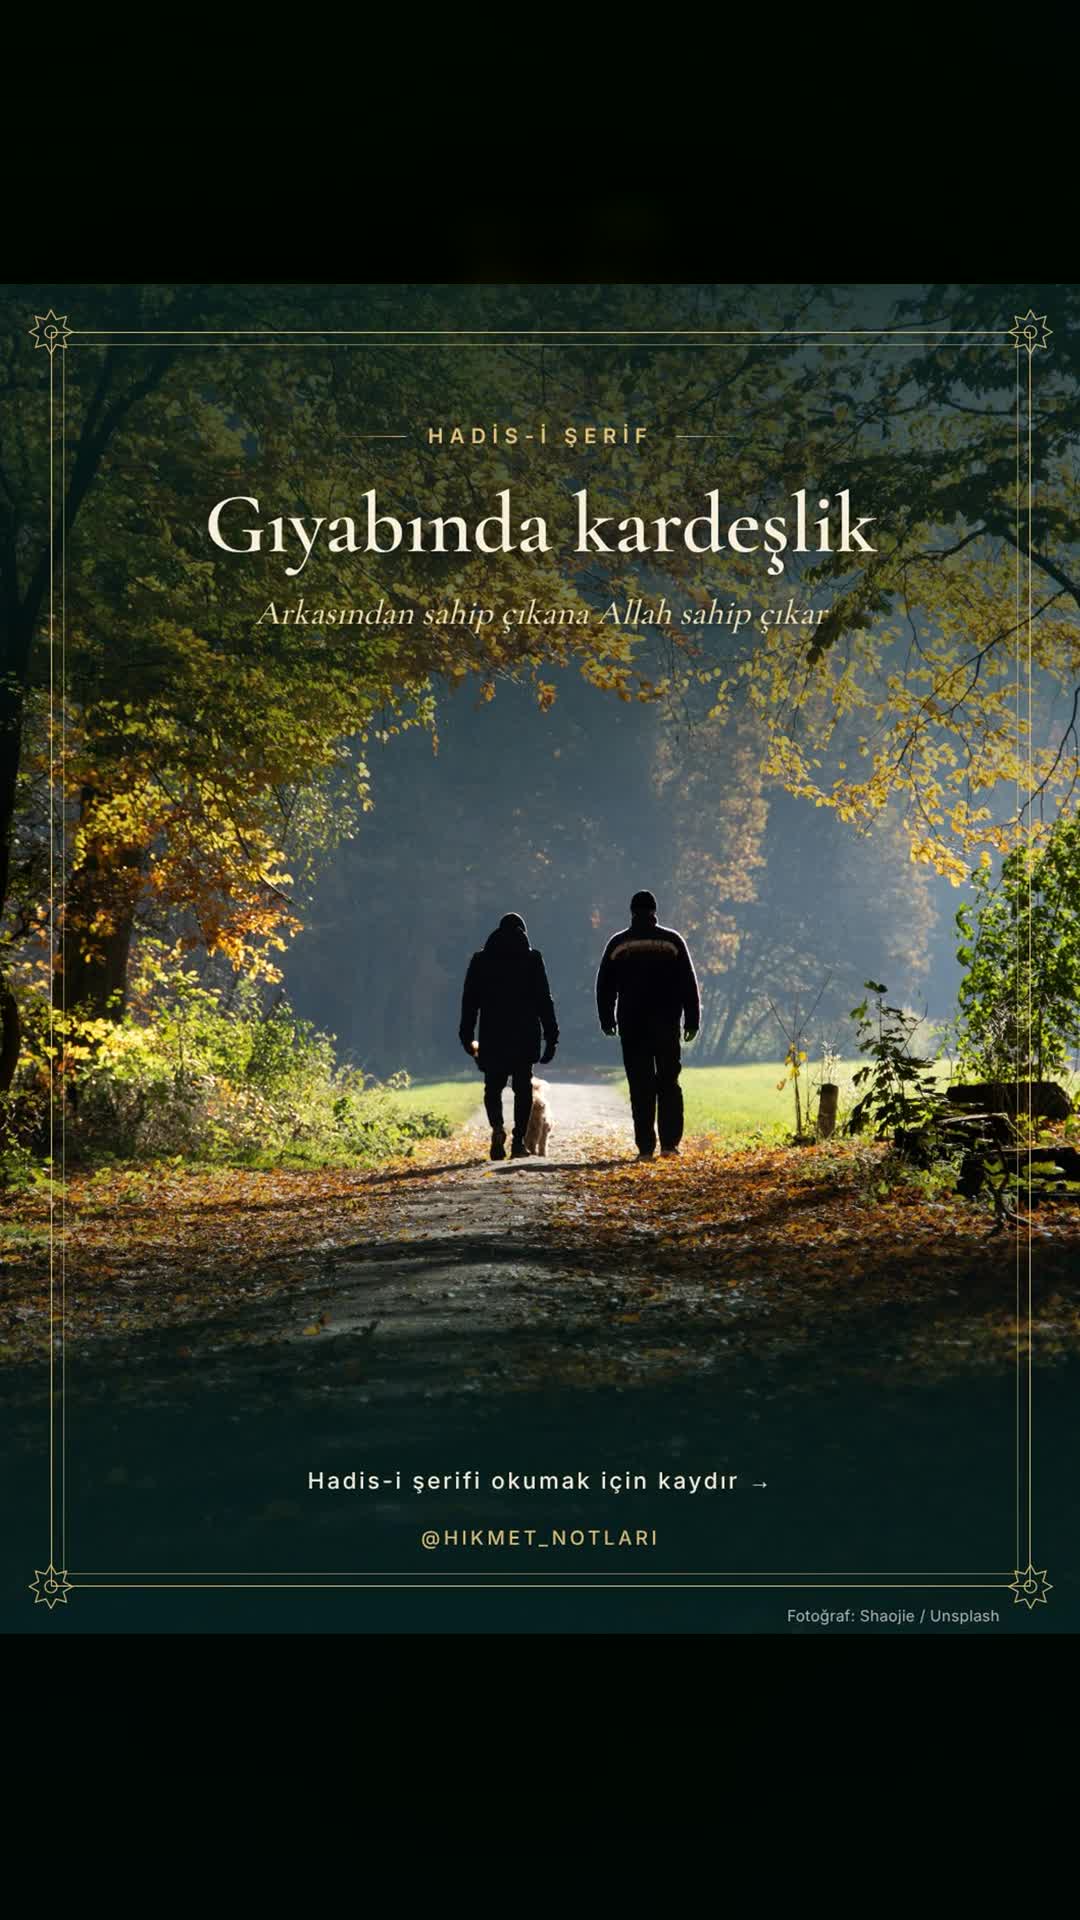 HADİS-İ ŞERİF
Gıyabında kardeşlik
Arkasından sahip çıkana Allah sahip çıkar
Hadis-i şerifi okumak için kaydır →
@HIKMET_NOTLARI
Fotoğraf: Shaojie / Unsplash